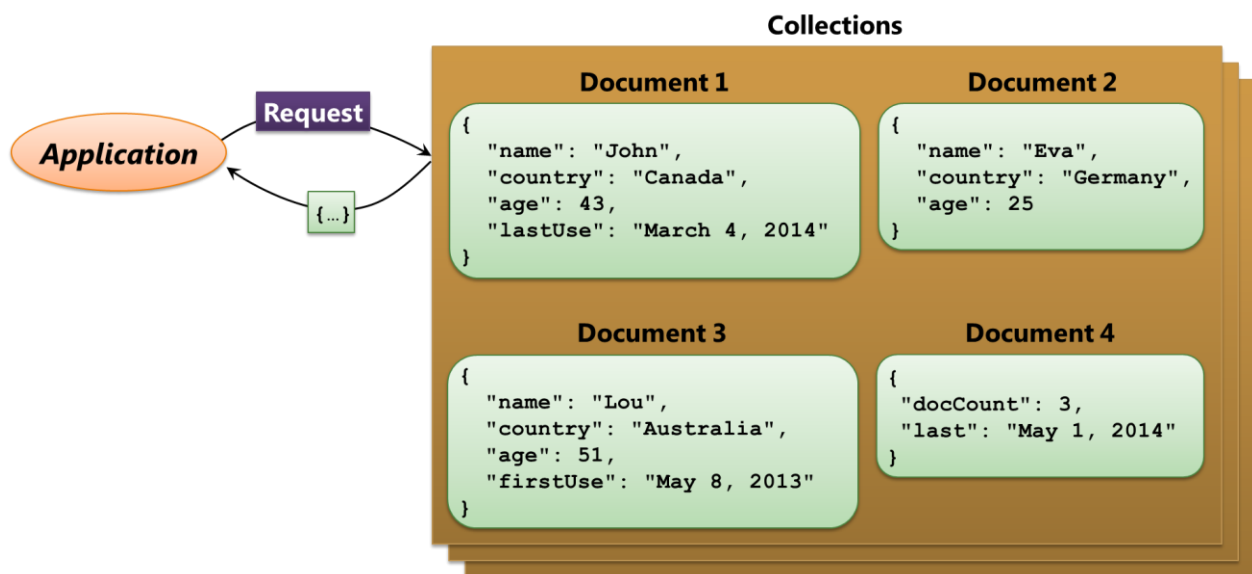 Collections
Application
Request
{ … }
Document 1
{
"name": "John",
"country": "Canada",
"age": 43,
"lastUse": "March 4, 2014"
}
Document 2
{
"name": "Eva",
"country": "Germany",
"age": 25
}
Document 3
{
"name": "Lou",
"country": "Australia",
"age": 51,
"firstUse": "May 8, 2013"
}
Document 4
{
"docCount": 3,
"last": "May 1, 2014"
}